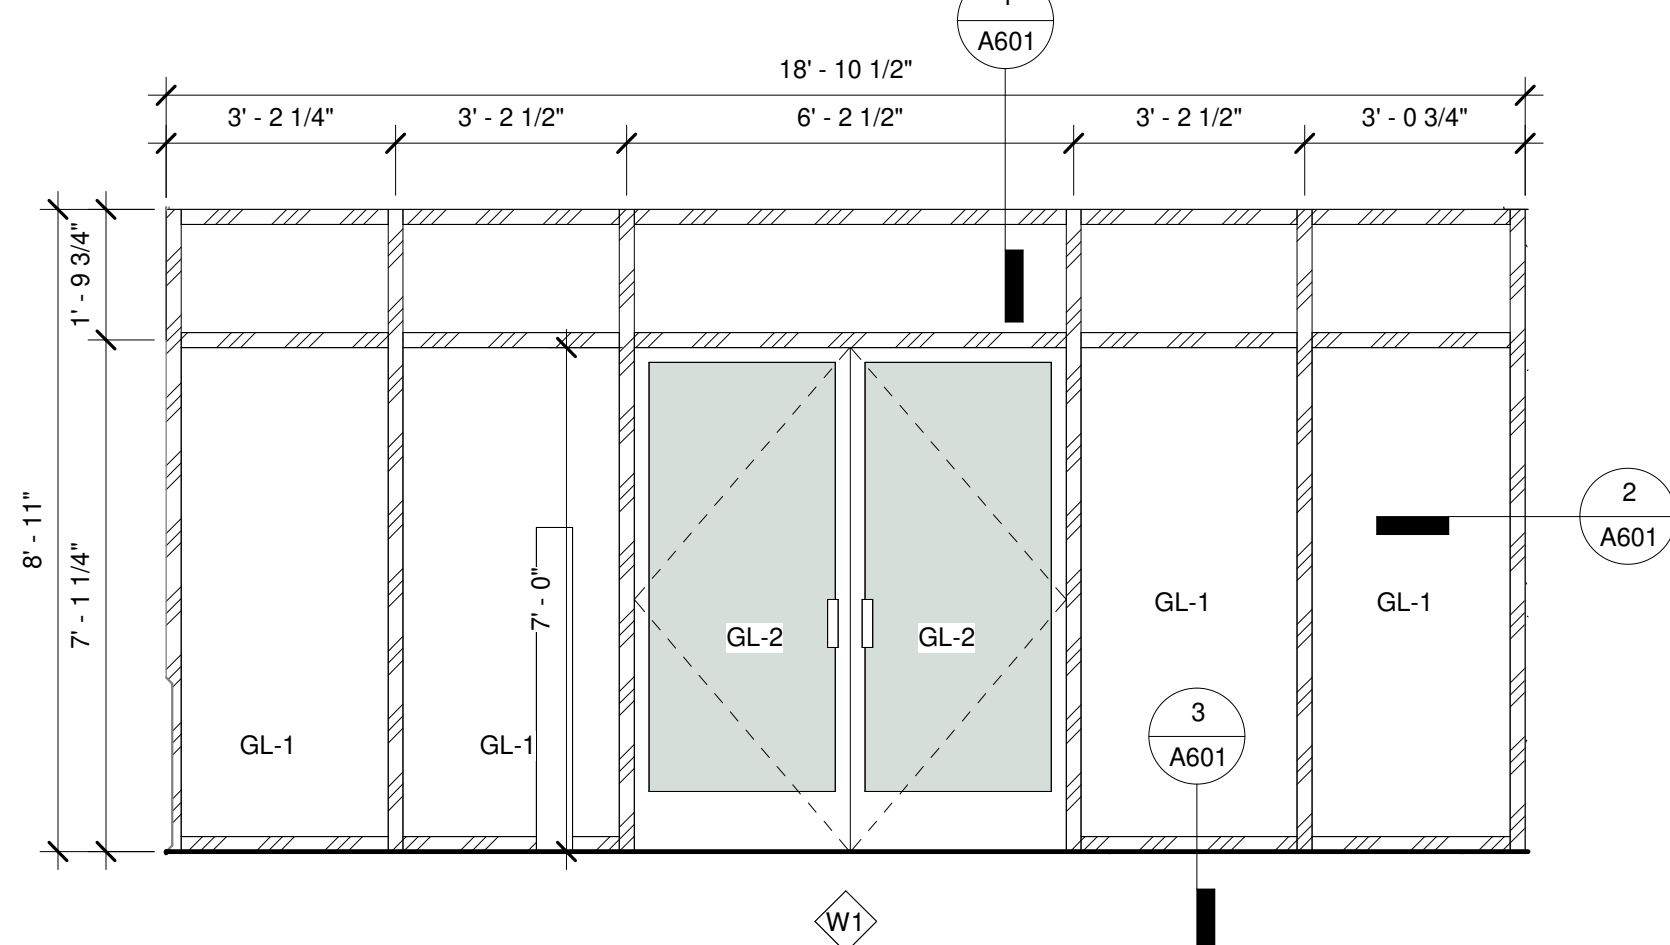 1
A601
18' - 10 1/2"
3' - 2 1/4"
3' - 2 1/2"
6' - 2 1/2"
3' - 2 1/2"
3' - 0 3/4"
1' - 9 3/4"
8' - 11"
7' - 1 1/4"
7' - 0"
2
A601
GL-1
GL-1
GL-2
GL-2
3
A601
GL-1
GL-1
W1